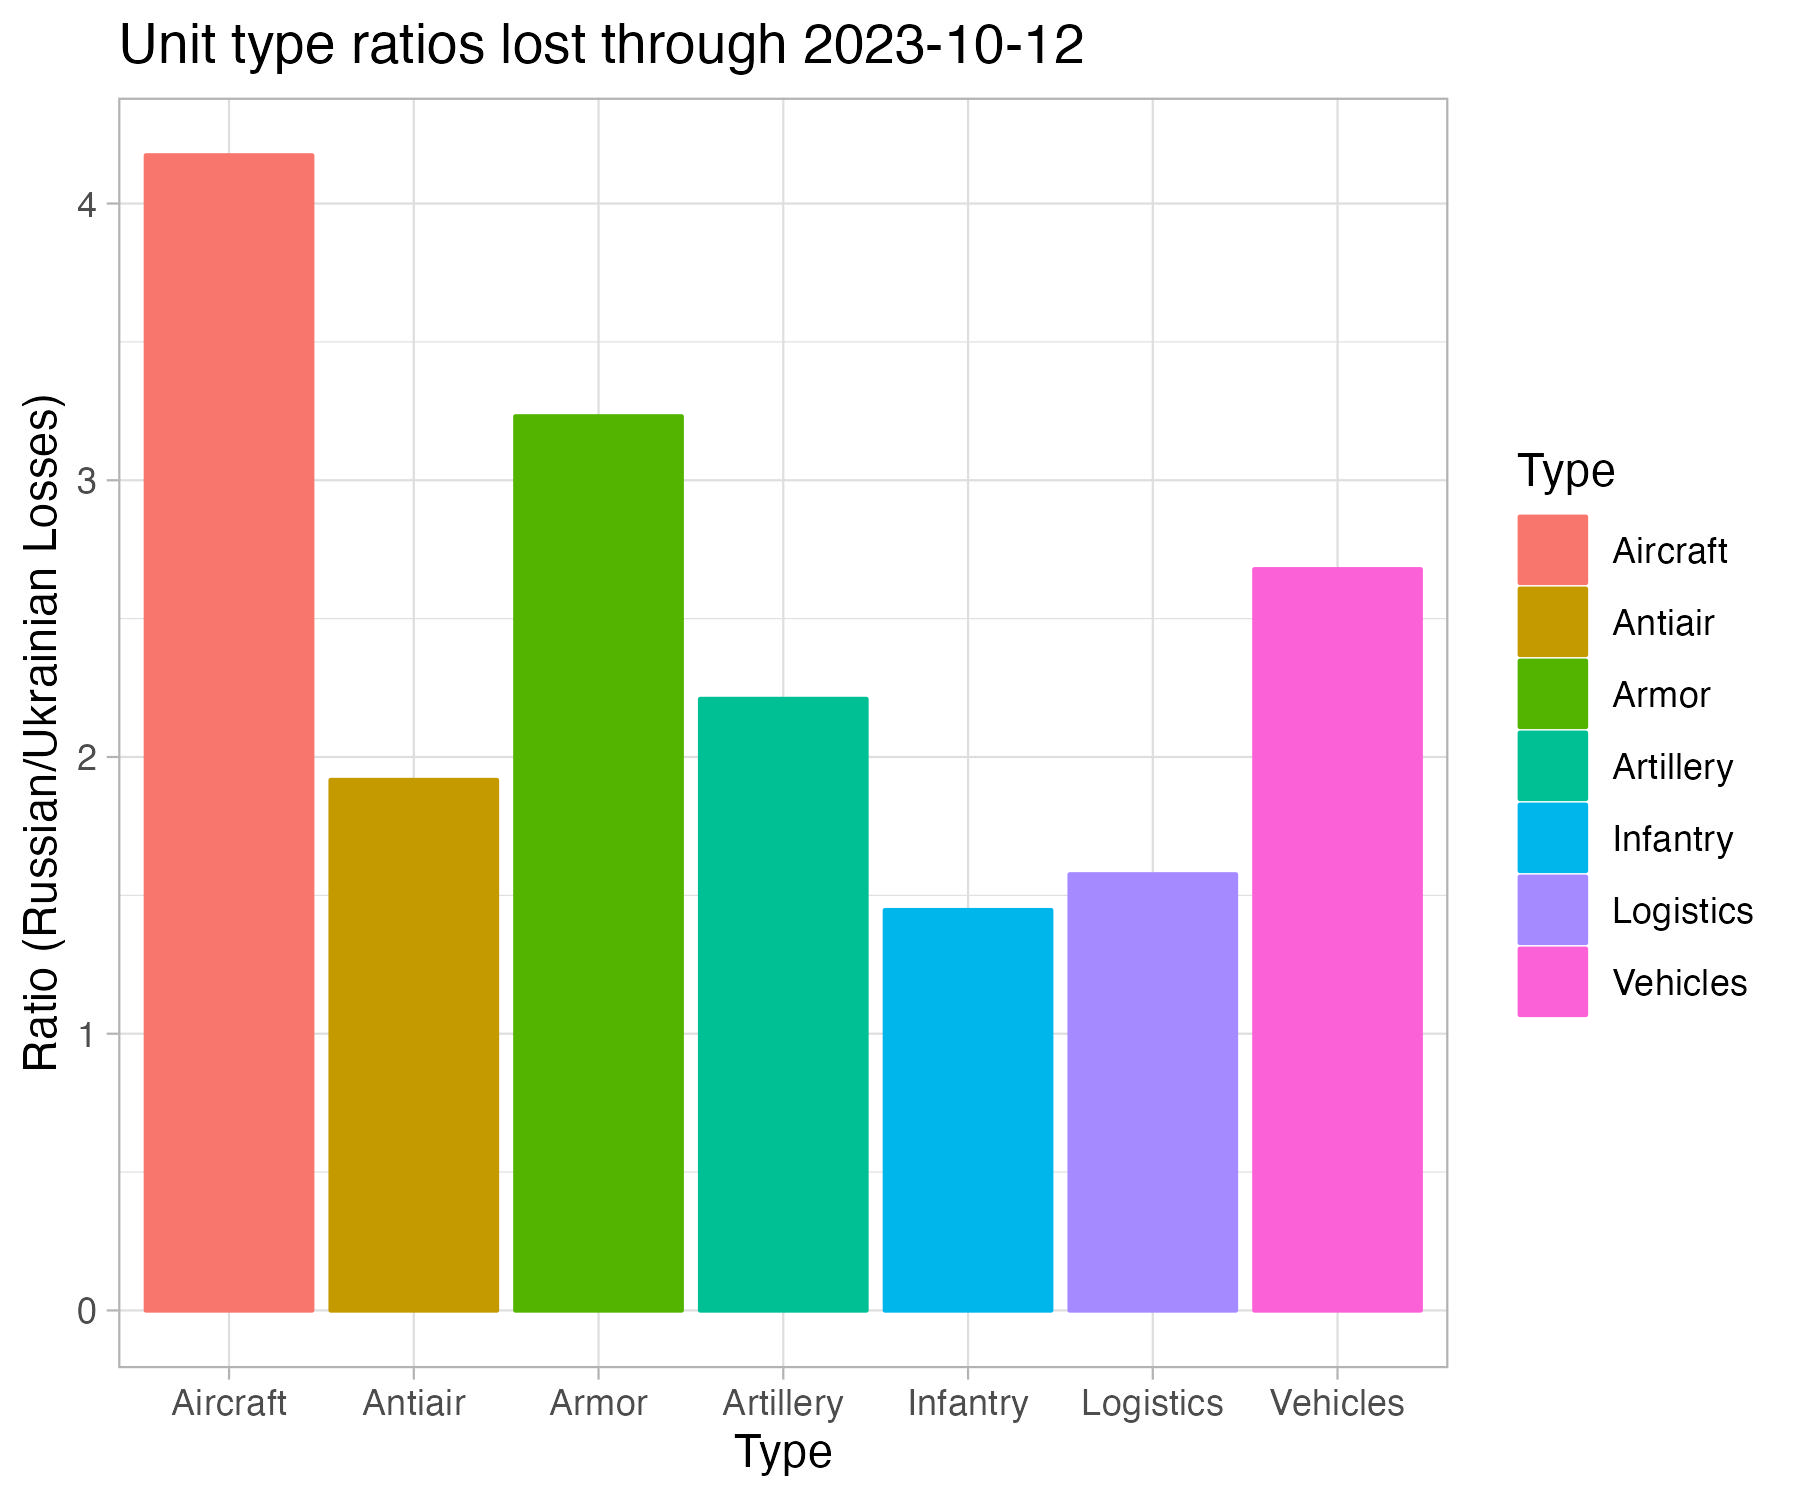 Unit type ratios lost through 2023-10-12
Ratio (Russian/Ukrainian Losses)
4
3
2
1
0
Aircraft
Antiair
Armor
Artillery
Infantry
Logistics
Vehicles
Type
Type
Aircraft
Antiair
Armor
Artillery
Infantry
Logistics
Vehicles